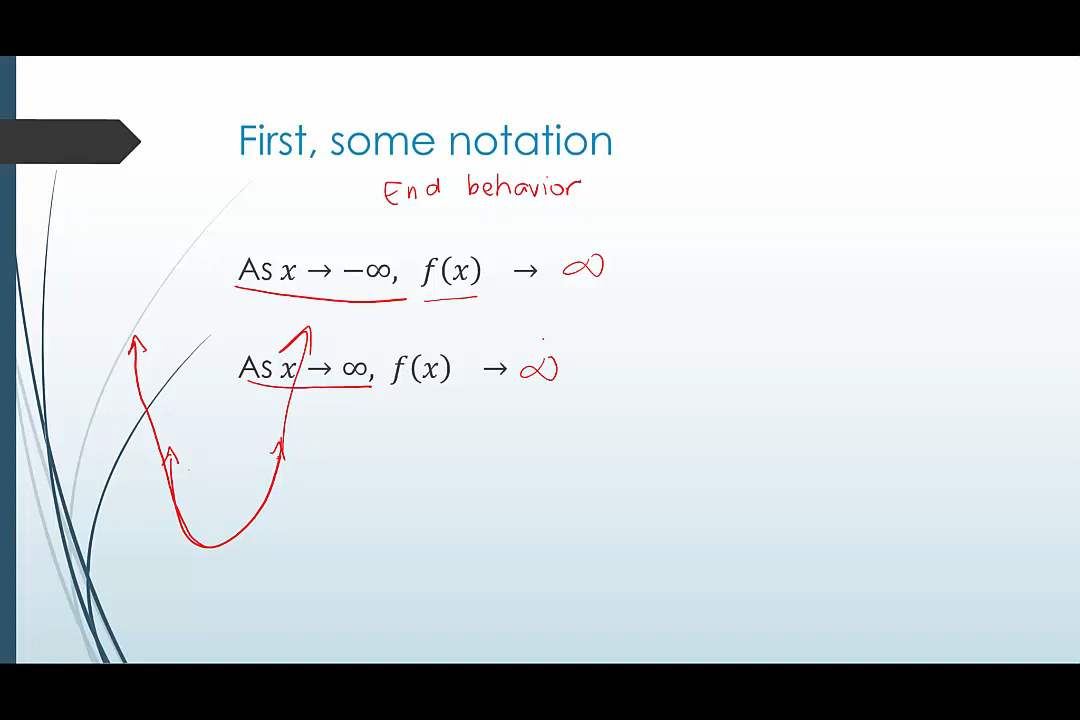 First, some notation
End behavior
As x → −∞, f(x) → ∞
As x → ∞, f(x) → ∞